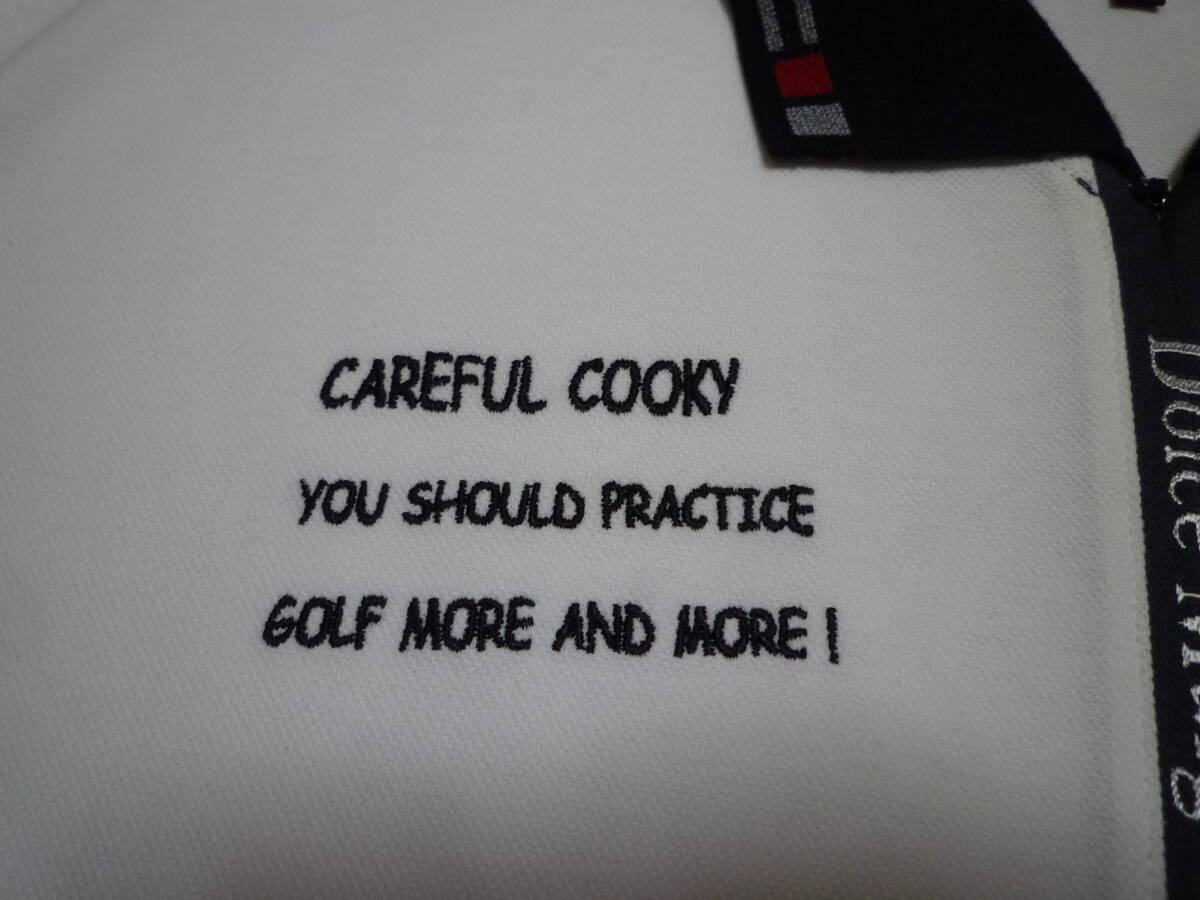 CAREFUL COOKY
YOU SHOULD PRACTICE
GOLF MORE AND MORE !